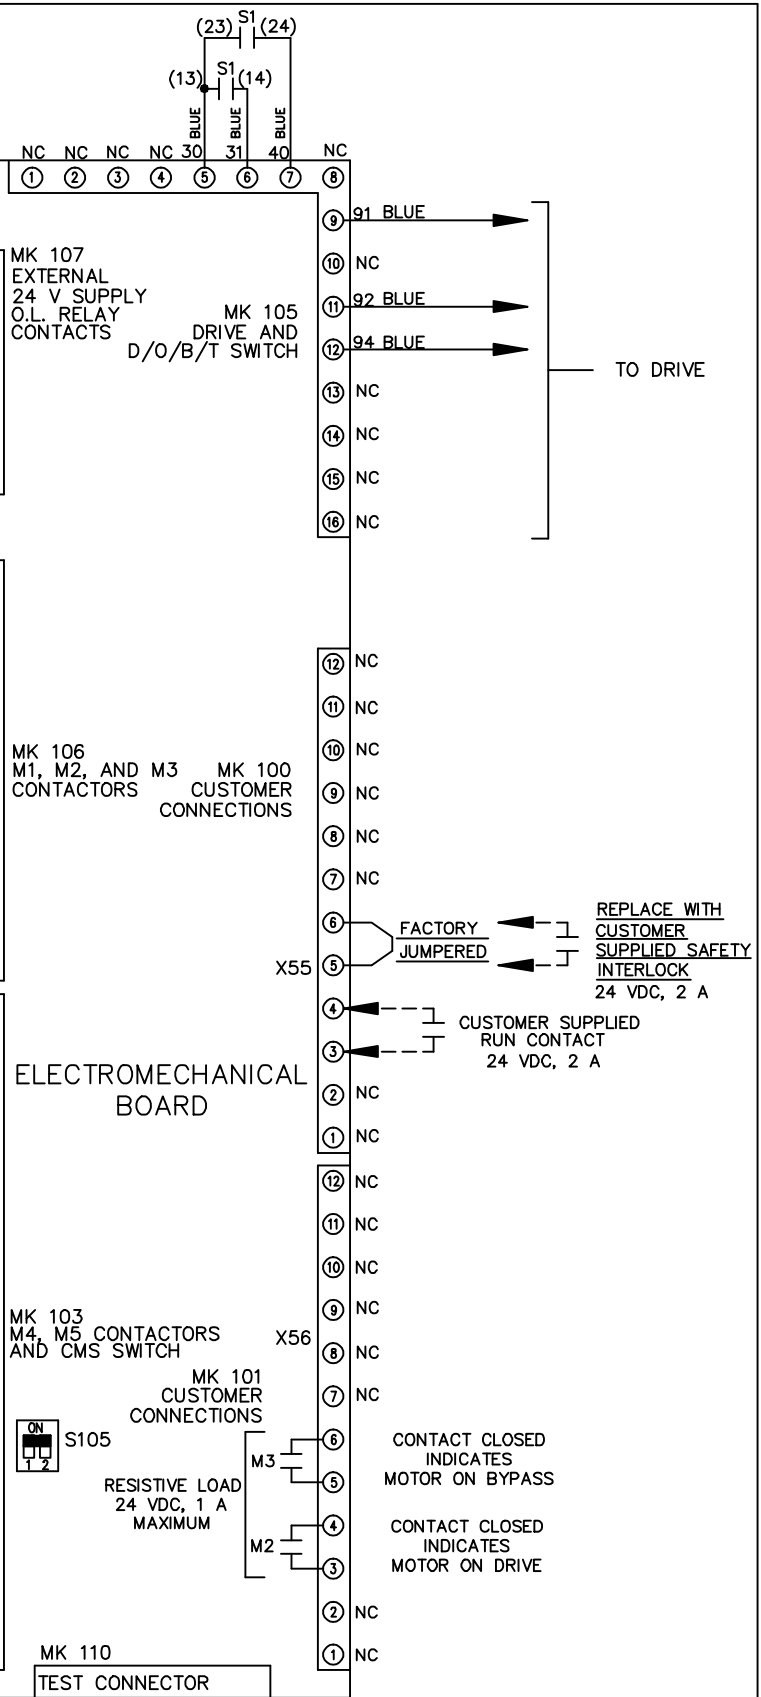 S1
(23) (24)
S1
(13) (14)
BLUE BLUE BLUE
NC NC NC NC 30 31 40 NC
1 2 3 4 5 6 7 8
9 91 BLUE
MK 107
EXTERNAL
24 V SUPPLY
O.L. RELAY
CONTACTS
10 NC
MK 105
DRIVE AND
D/O/B/T SWITCH
11 92 BLUE
12 94 BLUE
TO DRIVE
13 NC
14 NC
15 NC
16 NC
12 NC
11 NC
10 NC
MK 106
M1, M2, AND M3
CONTACTORS
MK 100
CUSTOMER
CONNECTIONS
9 NC
8 NC
7 NC
6
FACTORY
JUMPERED
REPLACE WITH
CUSTOMER
SUPPLIED SAFETY
INTERLOCK
24 VDC, 2 A
X55 5
4
CUSTOMER SUPPLIED
RUN CONTACT
24 VDC, 2 A
3
ELECTROMECHANICAL
BOARD
2 NC
1 NC
12 NC
11 NC
10 NC
9 NC
MK 103
M4, M5 CONTACTORS
AND CMS SWITCH
X56
8 NC
MK 101
CUSTOMER
CONNECTIONS
7 NC
ON
1 2
S105
6
M3
5
CONTACT CLOSED
INDICATES
MOTOR ON BYPASS
RESISTIVE LOAD
24 VDC, 1 A
MAXIMUM
4
M2
3
CONTACT CLOSED
INDICATES
MOTOR ON DRIVE
2 NC
1 NC
MK 110
TEST CONNECTOR